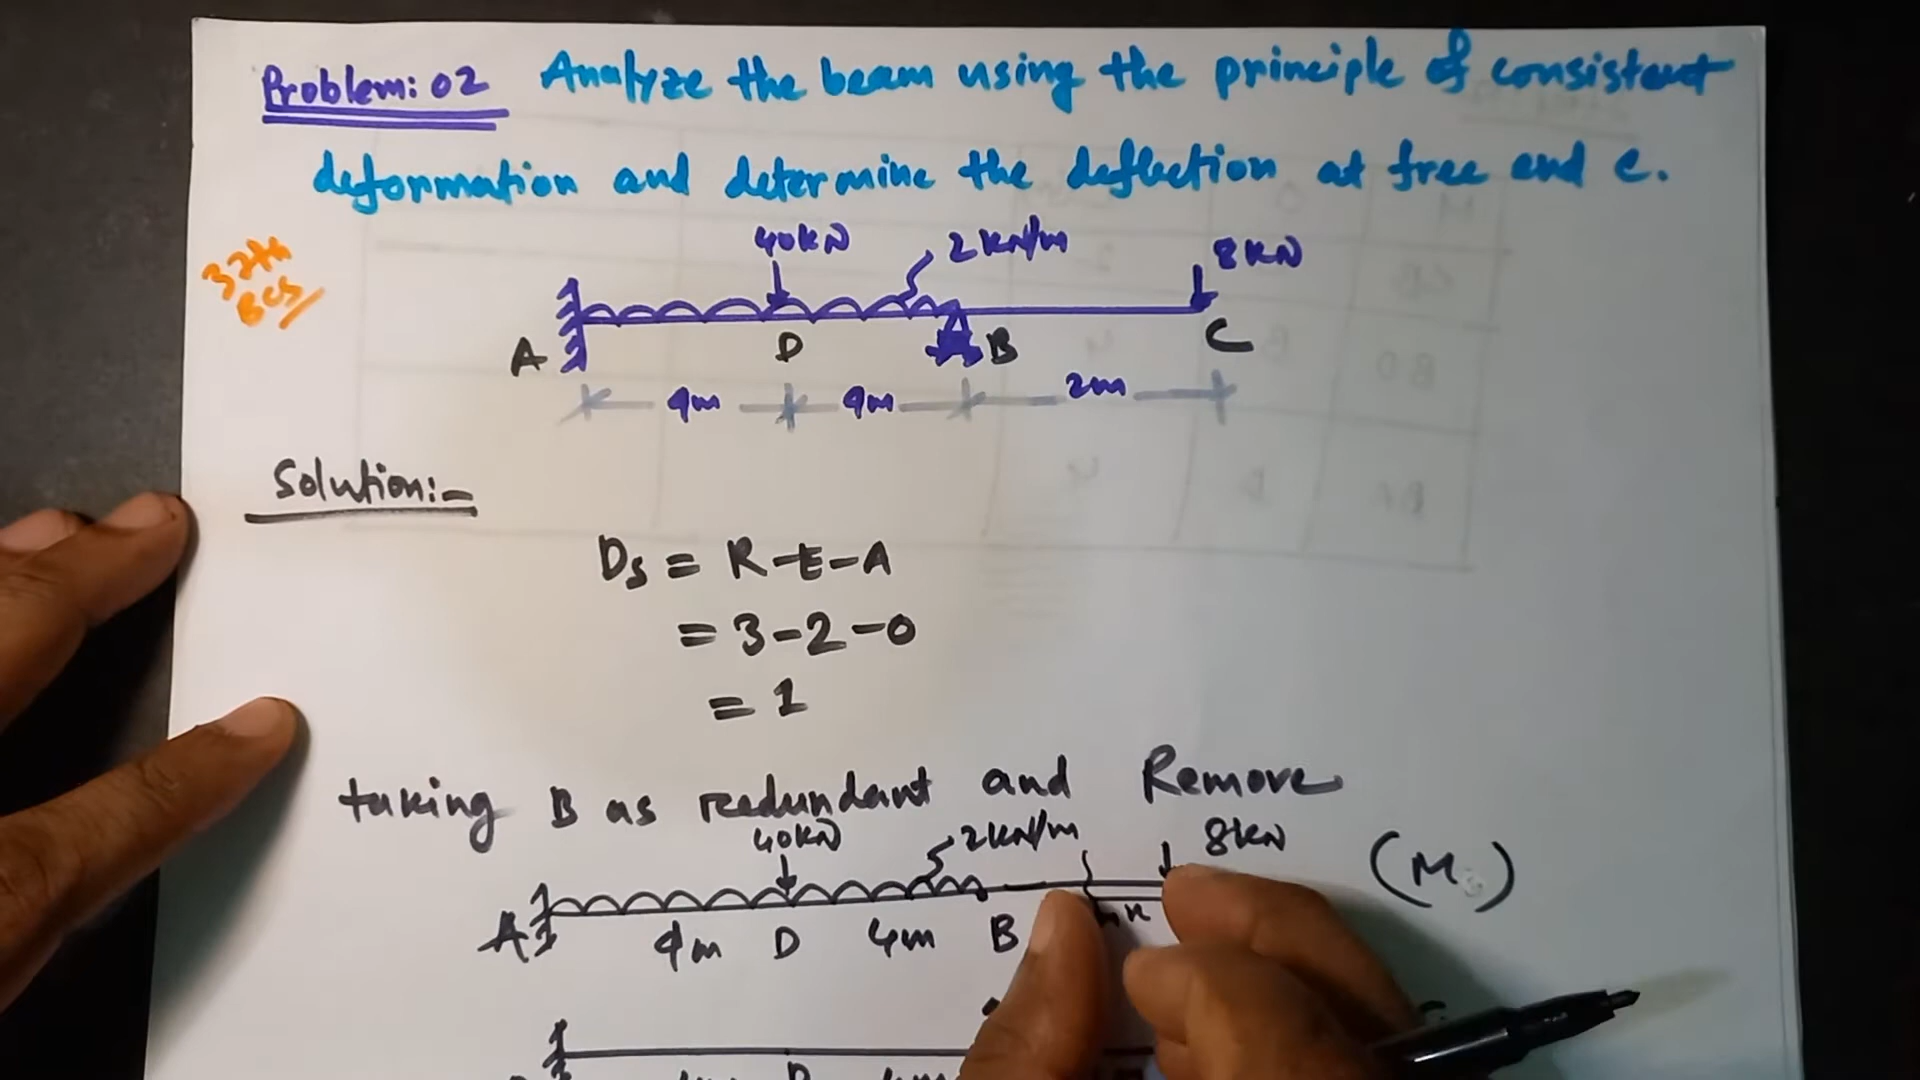 Problem: 02 Analyze the beam using the principle of consistent
deformation and determine the deflection at free end C.
32th
BCS
40kN 2kN/m 8kN
A D B C
4m 4m 2m
Solution:-
Ds = R-E-A
= 3-2-0
= 1
taking B as redundant and Remove
40kN 2kN/m 8kN
A 4m D 4m B x
D